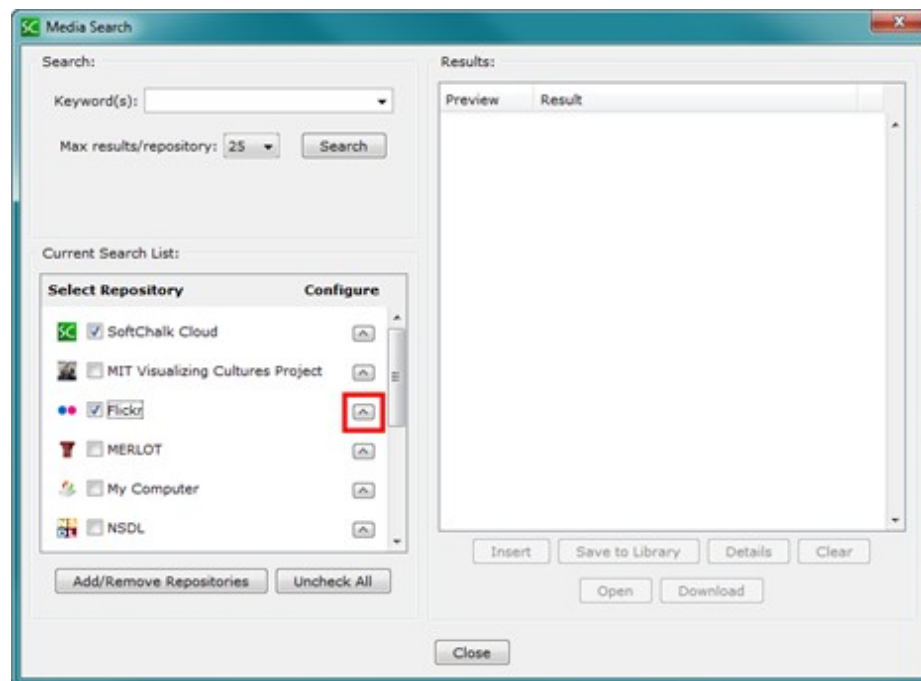 SC Media Search
Search:
Keyword(s):
Max results/repository: 25 Search
Current Search List:
Select Repository Configure
SC SoftChalk Cloud
MIT Visualizing Cultures Project
Flickr
MERLOT
My Computer
NSDL
Add/Remove Repositories Uncheck All
Results:
Preview Result
Insert Save to Library Details Clear
Open Download
Close